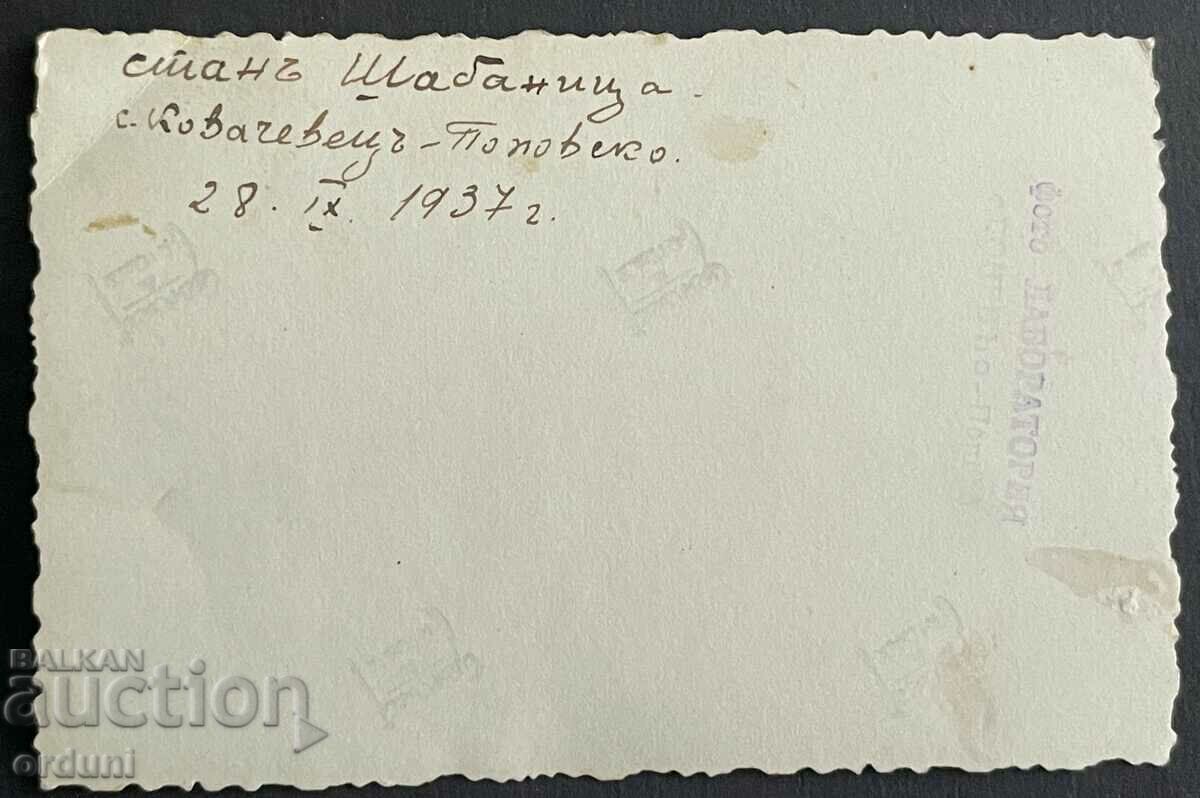 станъ Шабаница.
с. Ковачевецъ - Поповско.
28. IX. 1937 г.
Фото ЛАБОРАТОРИЯ
BALKAN
auction
orduni